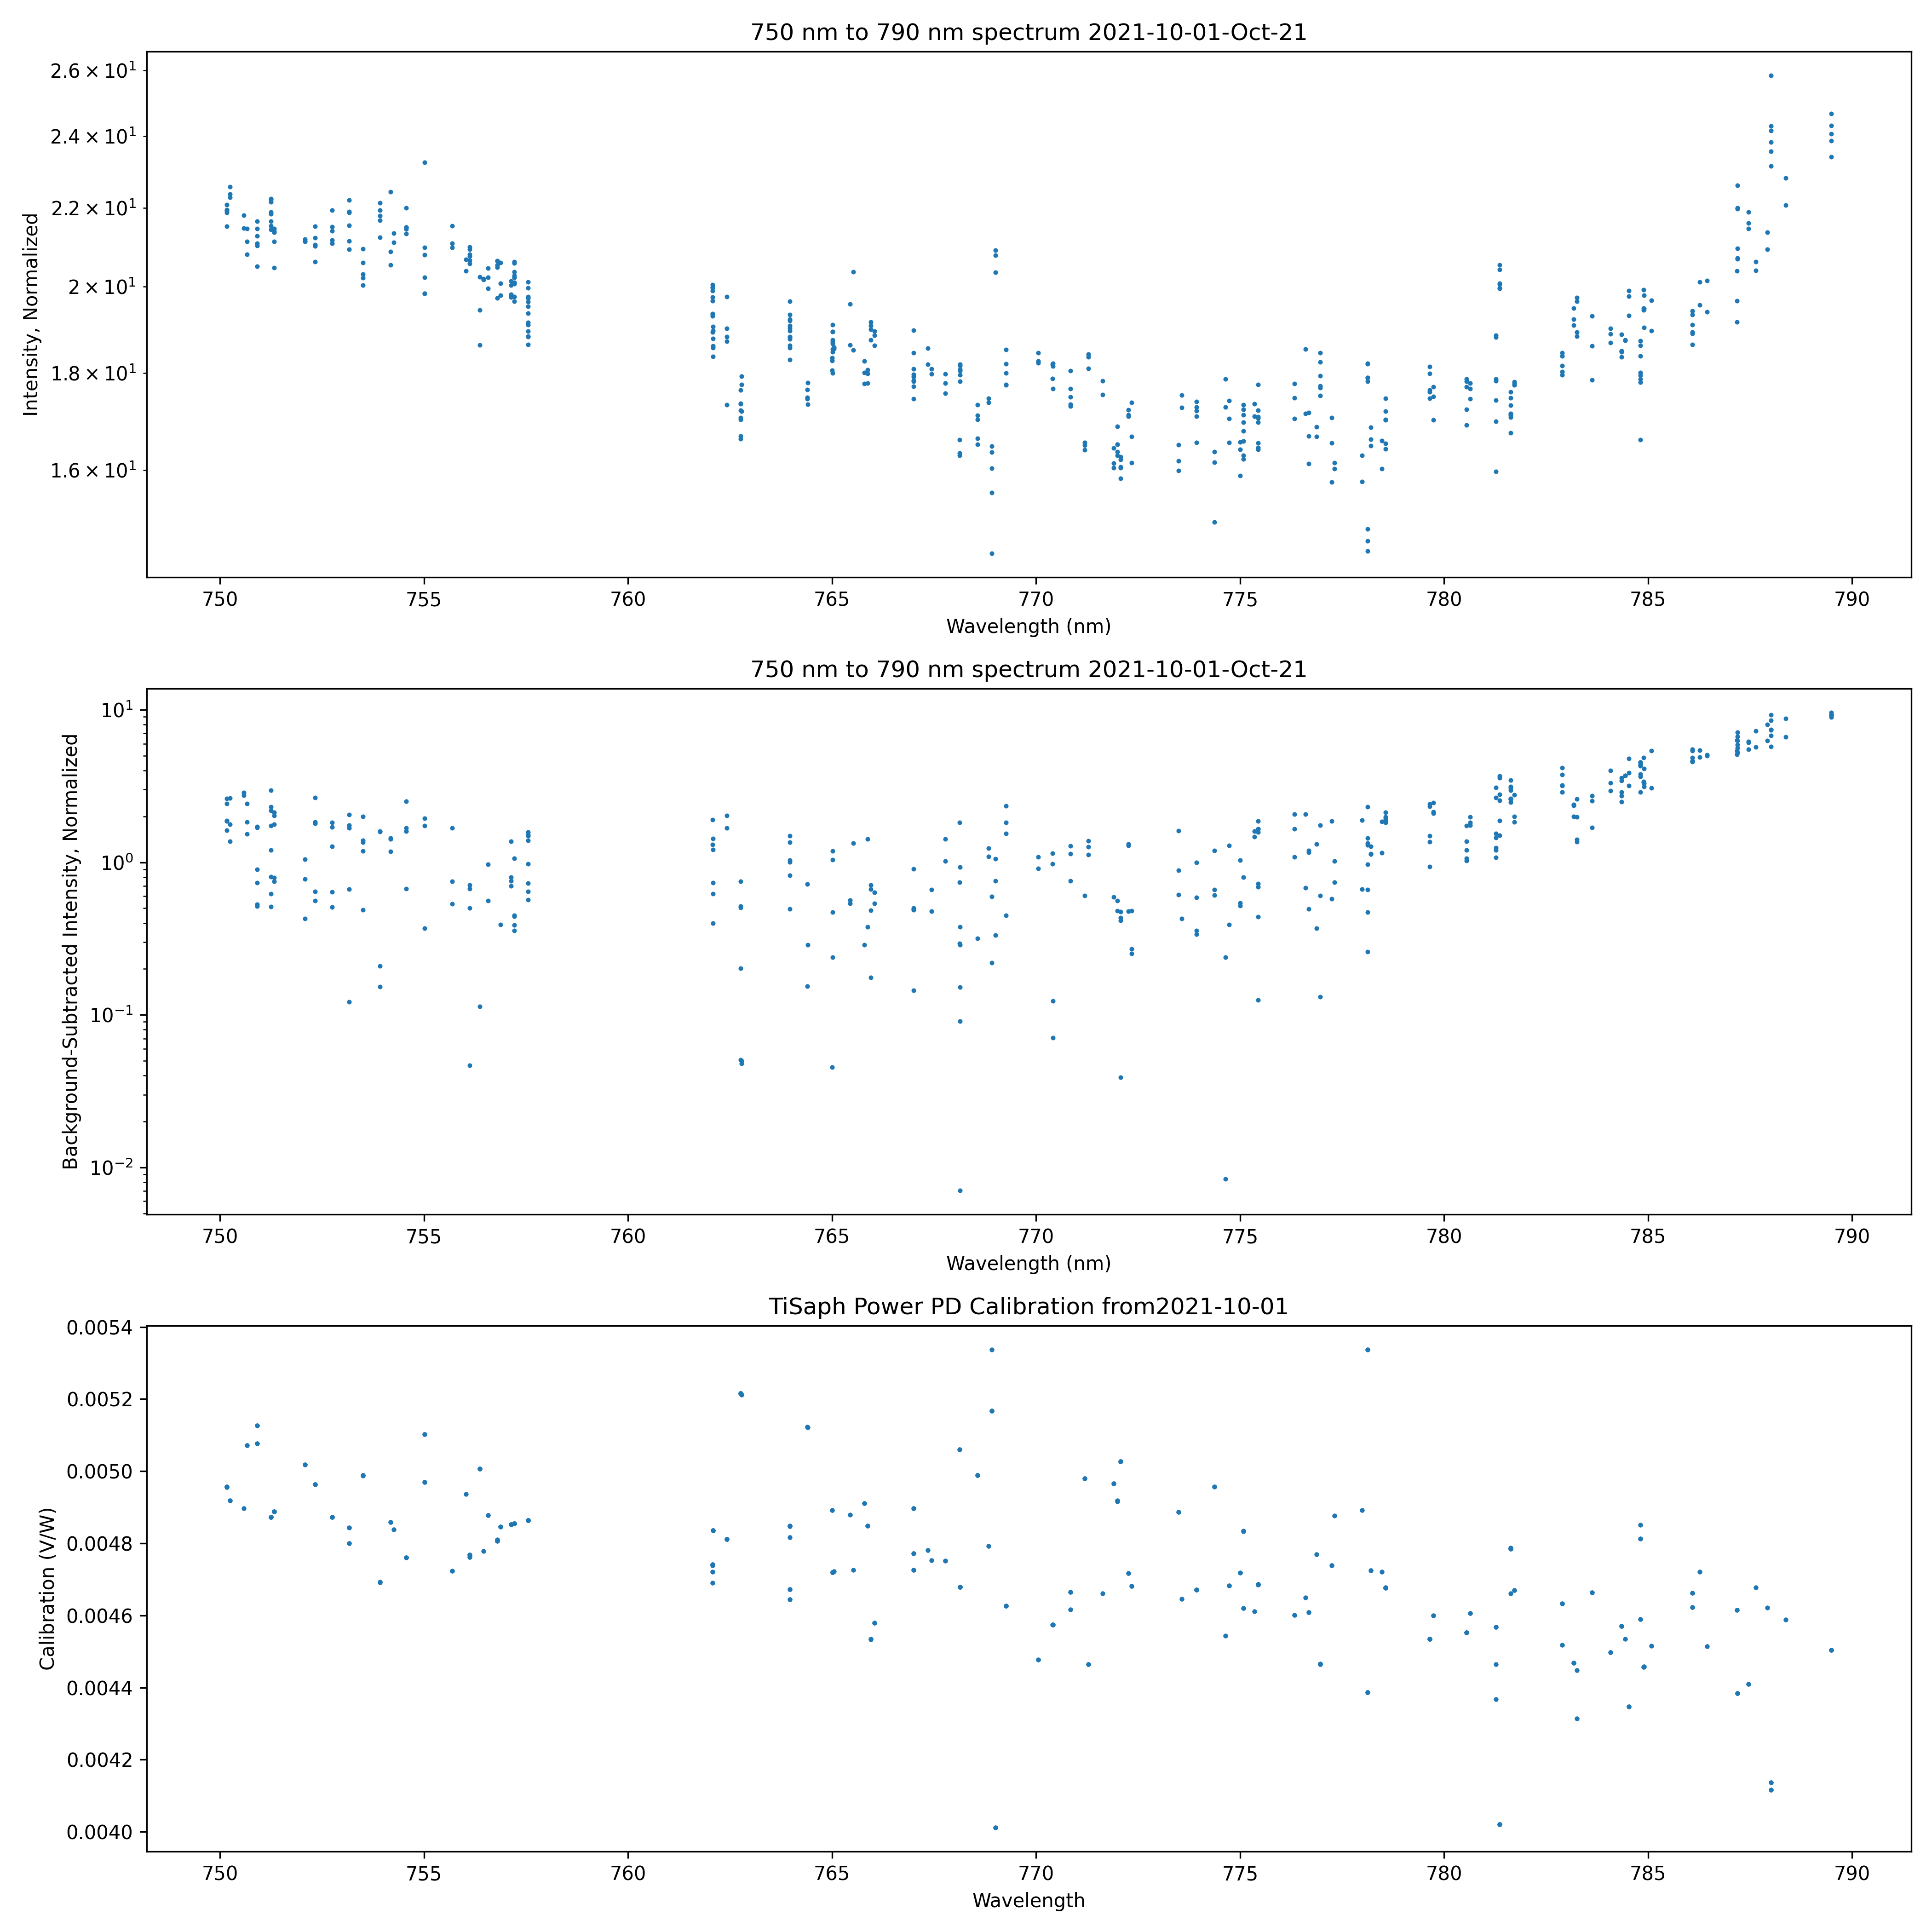 750 nm to 790 nm spectrum 2021-10-01-Oct-21
Intensity, Normalized
2.6 × 10¹
2.4 × 10¹
2.2 × 10¹
2 × 10¹
1.8 × 10¹
1.6 × 10¹
750 755 760 765 770 775 780 785 790
Wavelength (nm)
750 nm to 790 nm spectrum 2021-10-01-Oct-21
Background-Subtracted Intensity, Normalized
10¹
10⁰
10⁻¹
10⁻²
750 755 760 765 770 775 780 785 790
Wavelength (nm)
TiSaph Power PD Calibration from2021-10-01
Calibration (V/W)
0.0054
0.0052
0.0050
0.0048
0.0046
0.0044
0.0042
0.0040
750 755 760 765 770 775 780 785 790
Wavelength